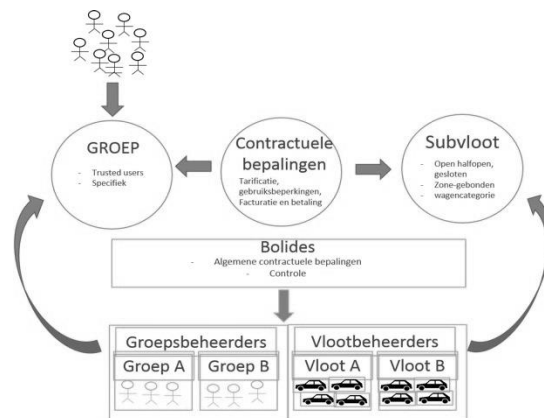 GROEP
- Trusted users
- Specifiek
Contractuele
bepalingen
Tarificatie,
gebruiksbeperkingen,
Facturatie en betaling
Subvloot
- Open halfopen,
gesloten
- Zone-gebonden
- wagencategorie
Bolides
- Algemene contractuele bepalingen
- Controle
Groepsbeheerders
Groep A
Groep B
Vlootbeheerders
Vloot A
Vloot B